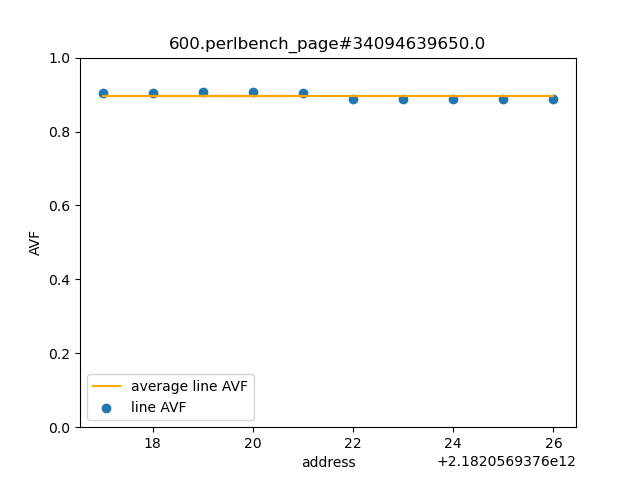 600.perlbench_page#34094639650.0
1.0
0.8
0.6
0.4
0.2
0.0
AVF
average line AVF
line AVF
18 20 22 24 26
address
+2.1820569376e12